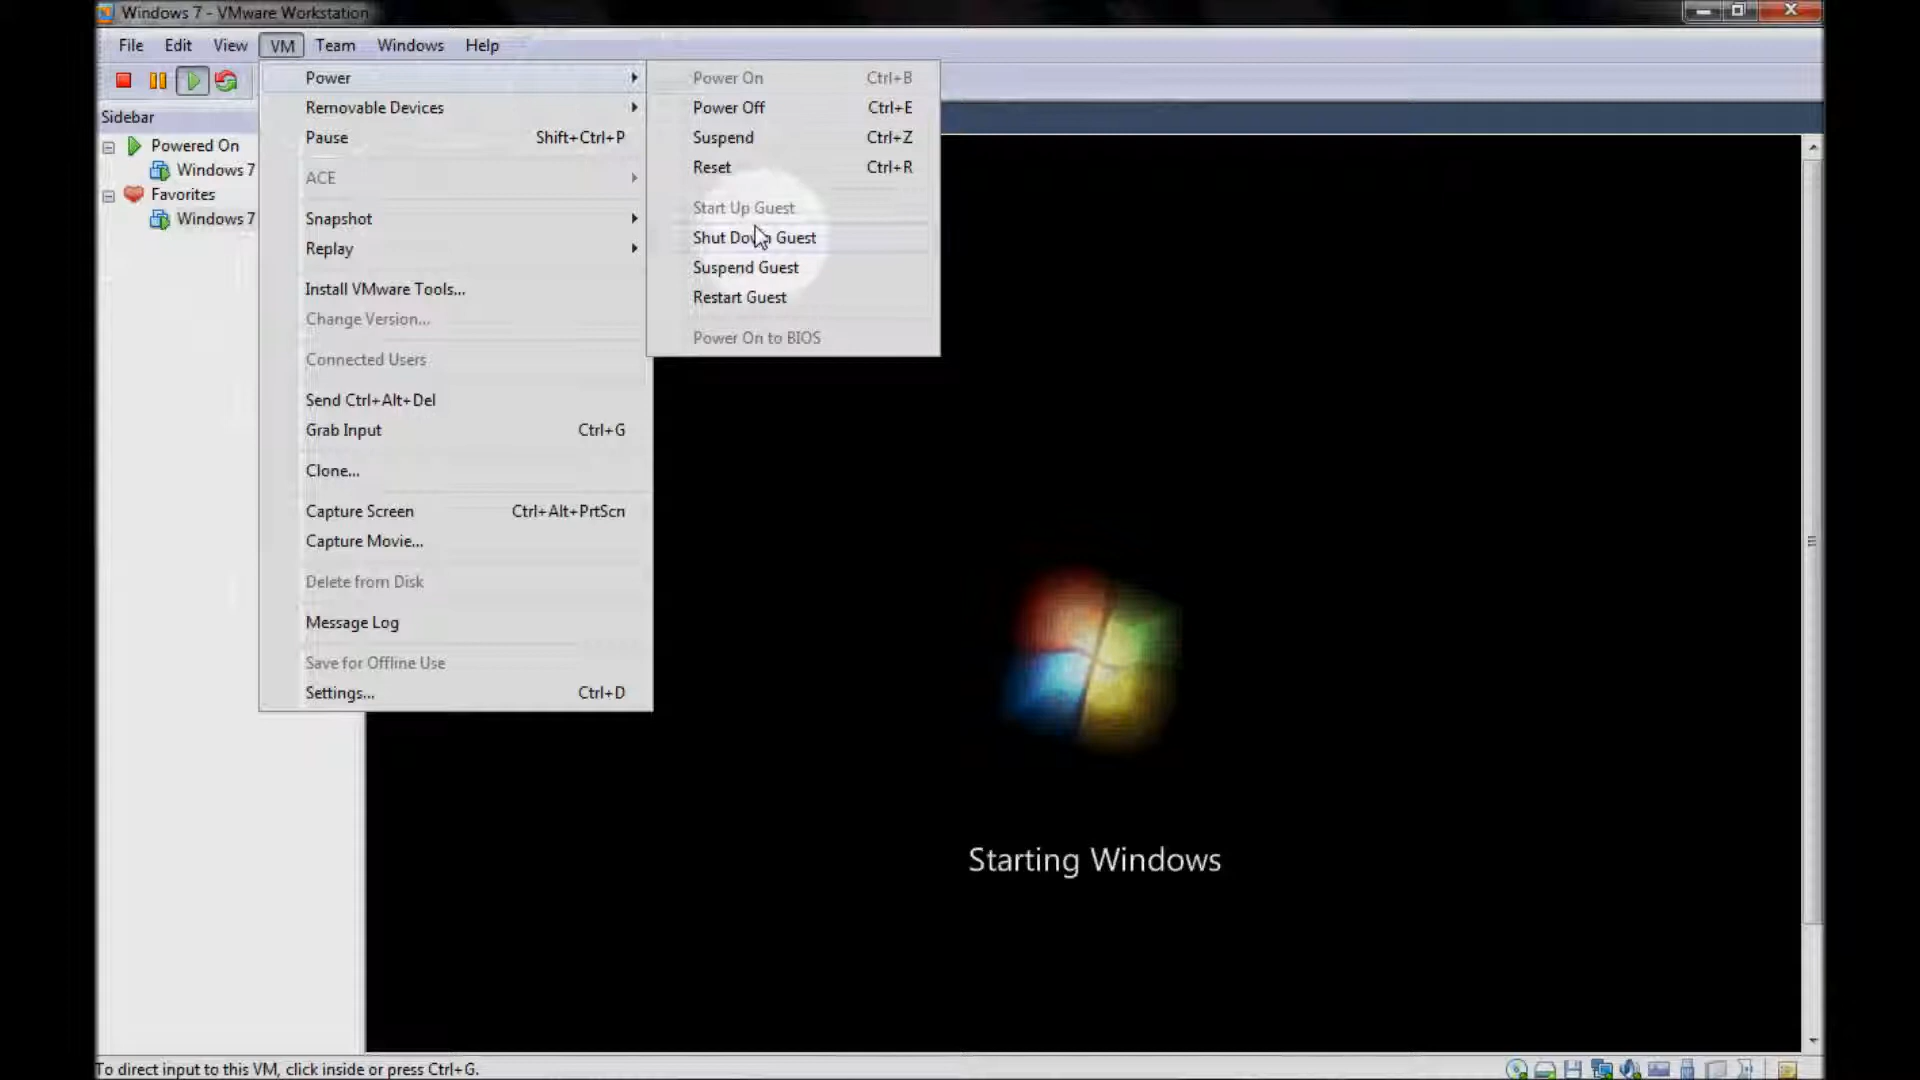 Windows 7 - VMware Workstation
File Edit View VM Team Windows Help
Sidebar
Powered On
Windows 7
Favorites
Windows 7
Power
Removable Devices
Pause Shift+Ctrl+P
ACE
Snapshot
Replay
Install VMware Tools...
Change Version...
Connected Users
Send Ctrl+Alt+Del
Grab Input Ctrl+G
Clone...
Capture Screen Ctrl+Alt+PrtScn
Capture Movie...
Delete from Disk
Message Log
Save for Offline Use
Settings... Ctrl+D
Power On Ctrl+B
Power Off Ctrl+E
Suspend Ctrl+Z
Reset Ctrl+R
Start Up Guest
Shut Down Guest
Suspend Guest
Restart Guest
Power On to BIOS
Starting Windows
To direct input to this VM, click inside or press Ctrl+G.